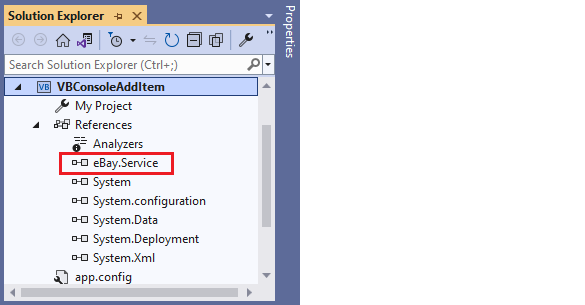 Solution Explorer
Properties
Search Solution Explorer (Ctrl+;)
VB VBConsoleAddItem
My Project
References
Analyzers
eBay.Service
System
System.configuration
System.Data
System.Deployment
System.Xml
app.config